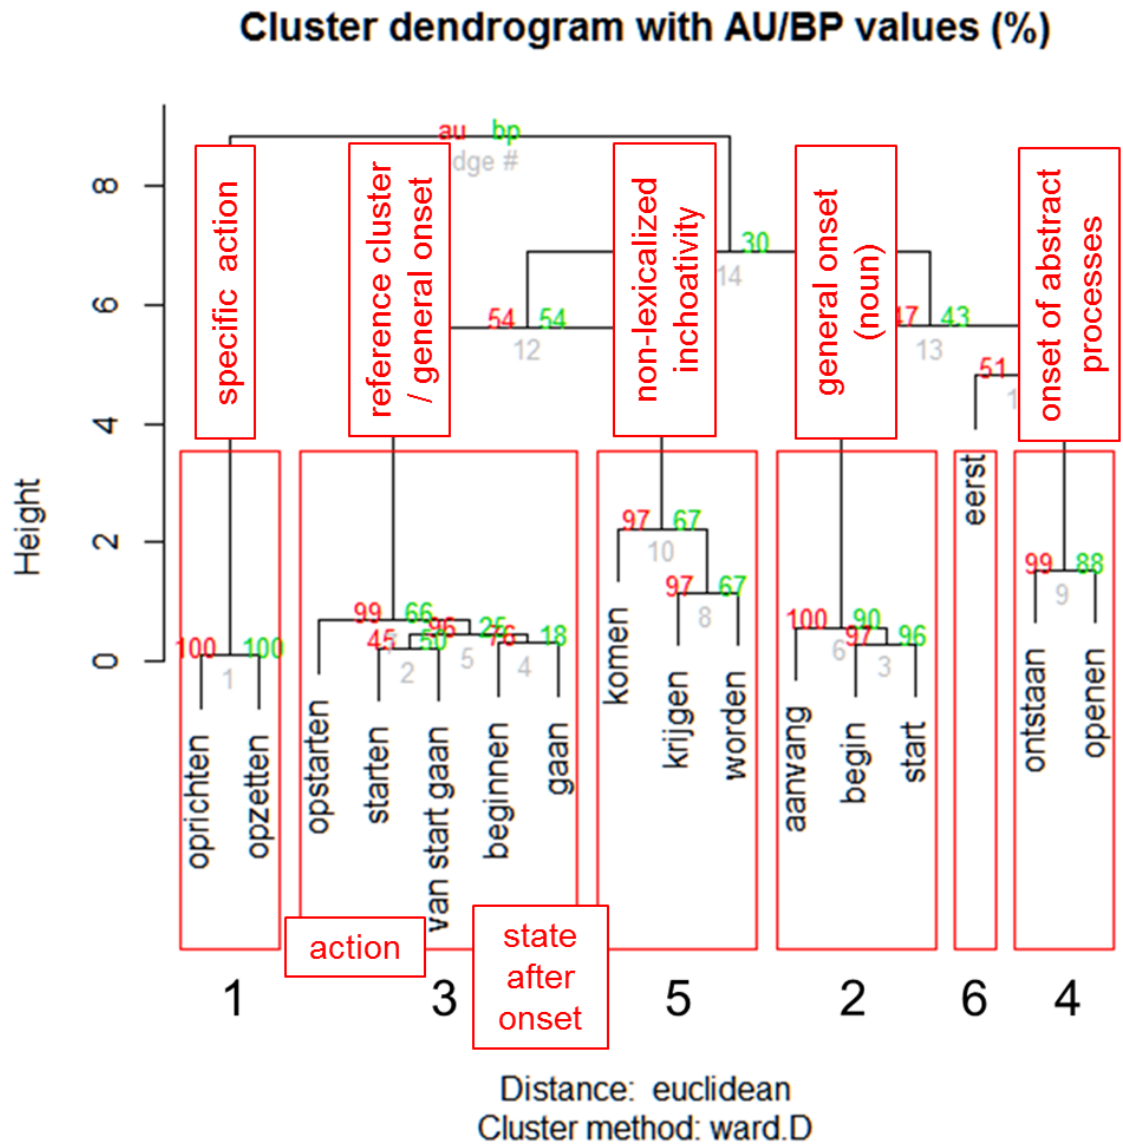 Cluster dendrogram with AU/BP values (%)
au bp
dge #
8
6
4
2
0
Height
specific action
reference cluster
/ general onset
non-lexicalized
inchoativity
general onset
(noun)
onset of abstract
processes
30
14
54 54
12
47 43
13
51
1
97 67
10
97 67
8
99 88
9
99 66
96 25
45 50
76 18
2
5
4
100 90
97 96
6
3
100 100
1
oprichten
opzetten
opstarten
starten
van start gaan
beginnen
gaan
komen
krijgen
worden
aanvang
begin
start
eerst
ontstaan
openen
action
state
after
onset
1 3 5 2 6 4
Distance: euclidean
Cluster method: ward.D